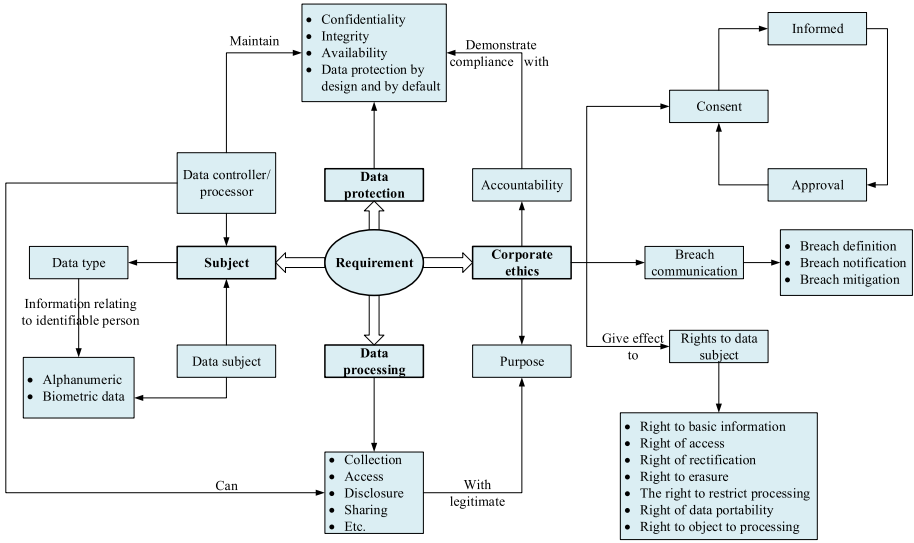 • Confidentiality
• Integrity
• Availability
• Data protection by
design and by default
Maintain
Demonstrate
compliance with
Informed
Consent
Approval
Data controller/
processor
Data
protection
Accountability
Data type
Subject
Requirement
Corporate
ethics
Breach
communication
• Breach definition
• Breach notification
• Breach mitigation
Information relating
to identifiable person
Data subject
Data
processing
Purpose
Give effect
to
Rights to data
subject
• Alphanumeric
• Biometric data
• Collection
• Access
• Disclosure
• Sharing
• Etc.
Can
With
legitimate
• Right to basic information
• Right of access
• Right of rectification
• Right to erasure
• The right to restrict processing
• Right of data portability
• Right to object to processing